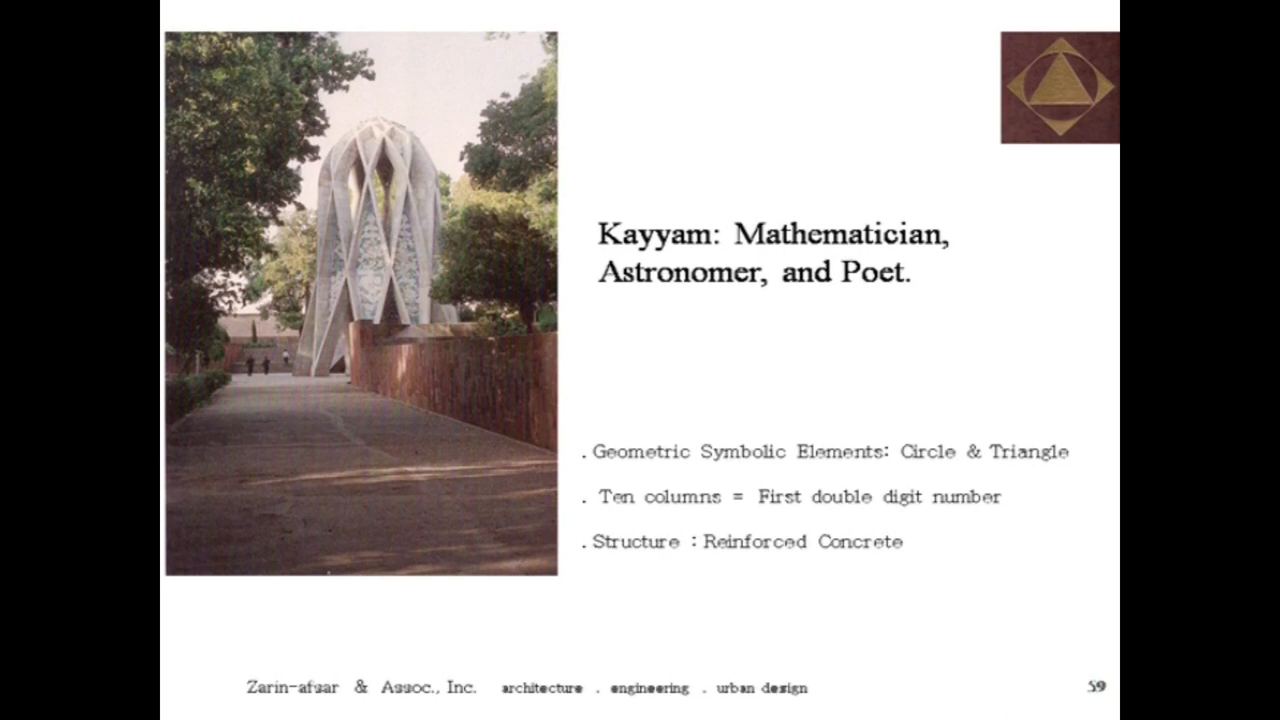 Kayyam: Mathematician,
Astronomer, and Poet.
. Geometric Symbolic Elements: Circle & Triangle
. Ten columns = First double digit number
. Structure : Reinforced Concrete
Zarin-afsar & Assoc., Inc. architecture . engineering . urban design 59